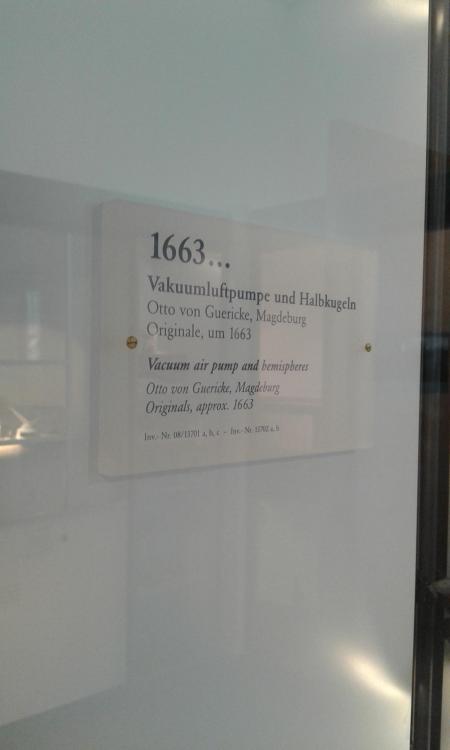 1663...
Vakuumluftpumpe und Halbkugeln
Otto von Guericke, Magdeburg
Originale, um 1663
Vacuum air pump and hemispheres
Otto von Guericke, Magdeburg
Originals, approx. 1663
Inv.- Nr. 08/13701 a, b, c - Inv.- Nr. 13702 a, b